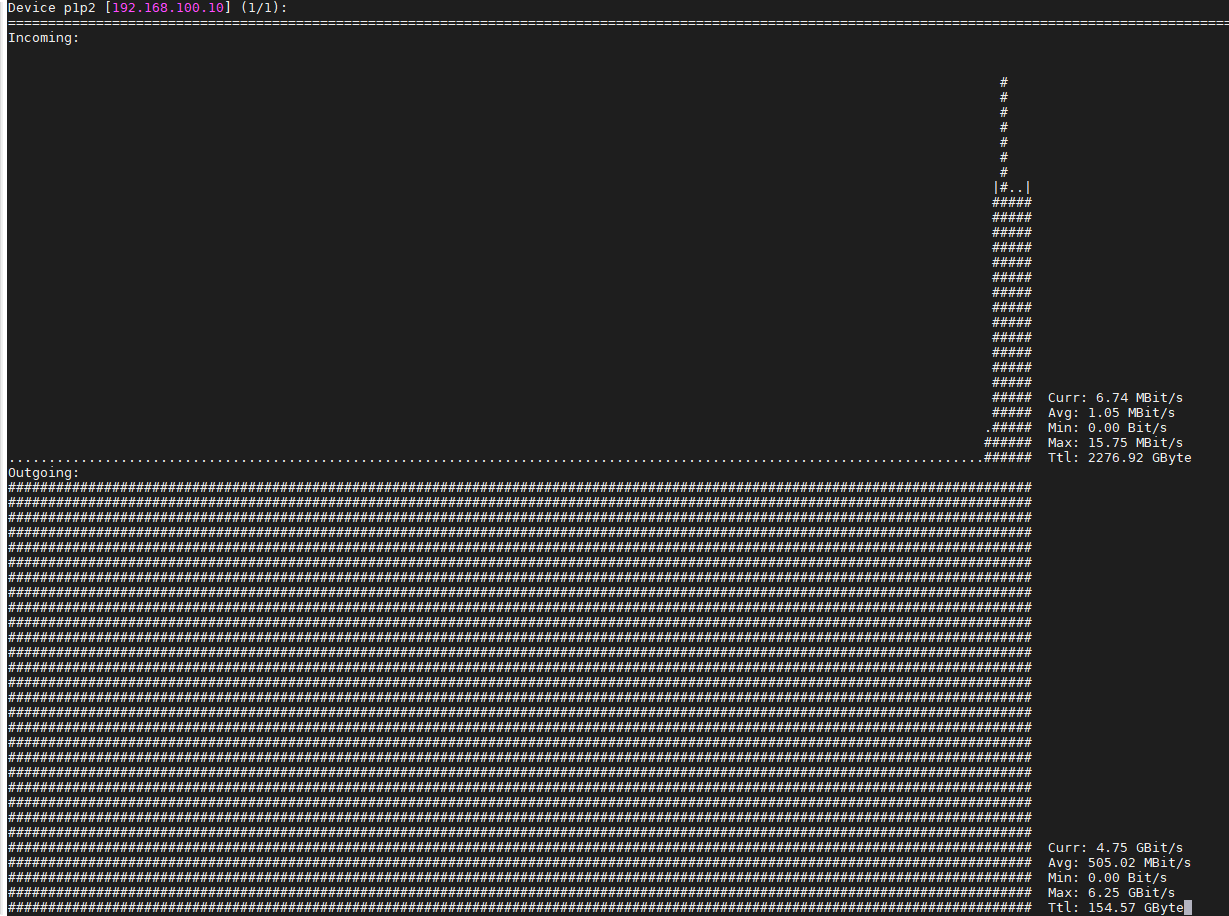 Device p1p2 [192.168.100.10] (1/1):
Incoming:
Curr: 6.74 MBit/s
Avg: 1.05 MBit/s
Min: 0.00 Bit/s
Max: 15.75 MBit/s
Ttl: 2276.92 GByte
Outgoing:
Curr: 4.75 GBit/s
Avg: 505.02 MBit/s
Min: 0.00 Bit/s
Max: 6.25 GBit/s
Ttl: 154.57 GByte